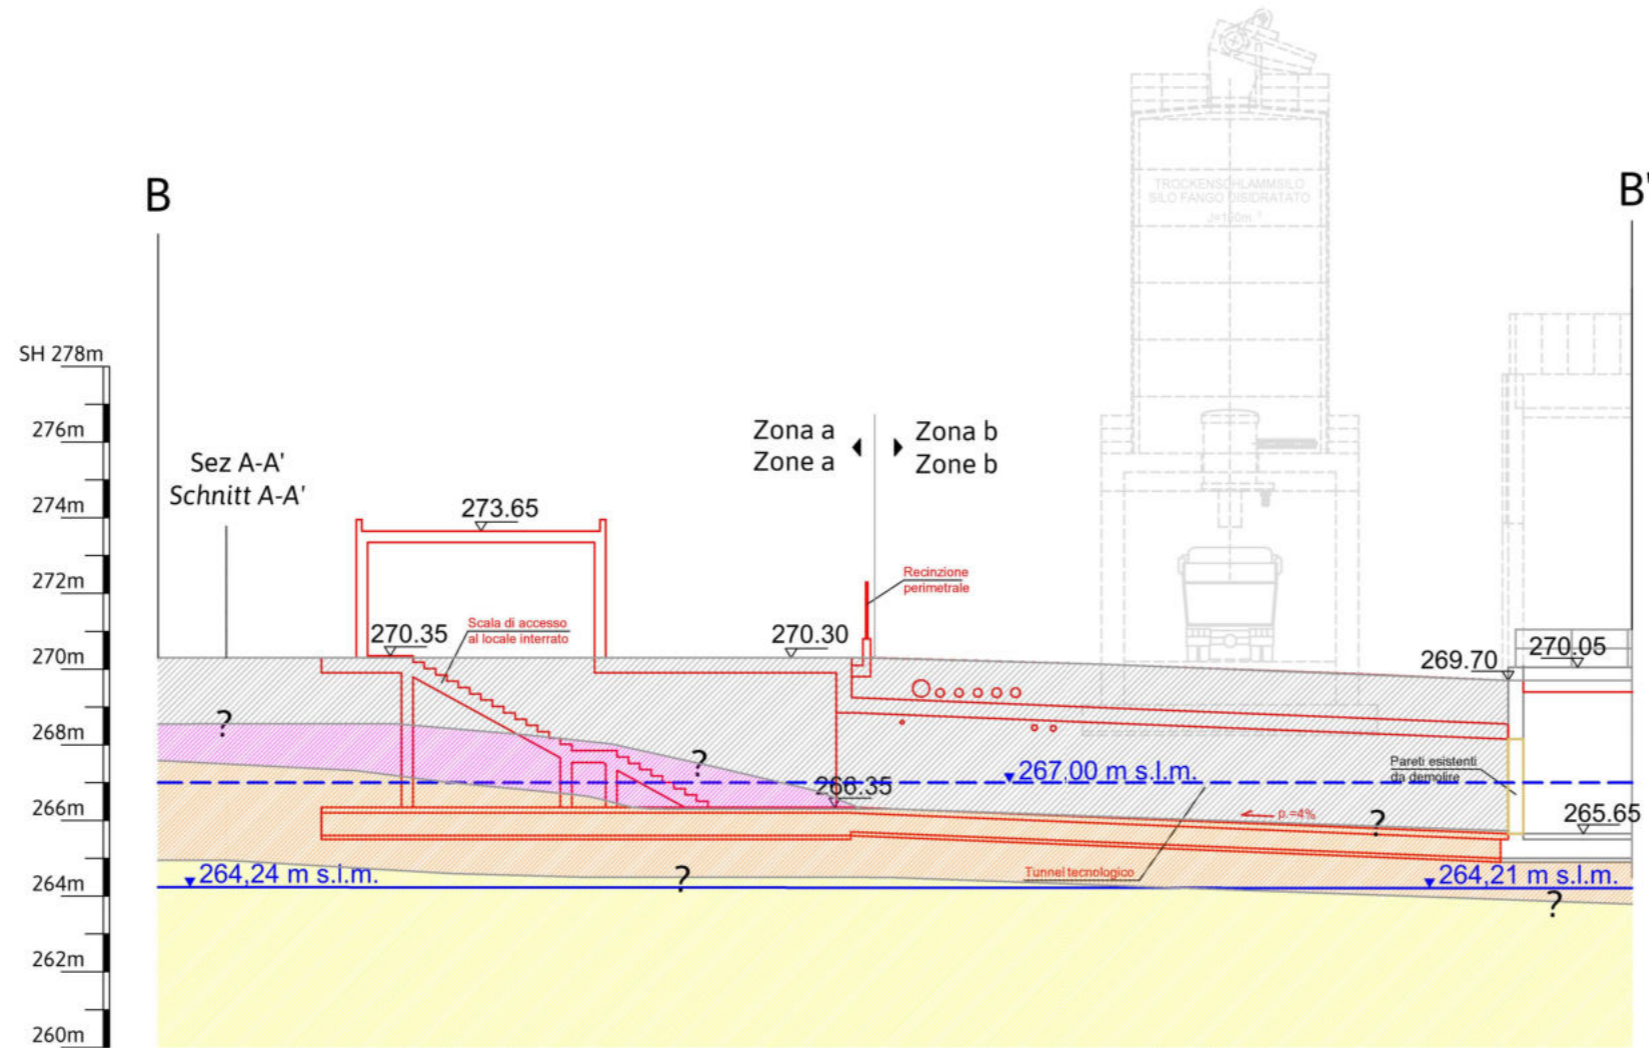 B
B'
TROCKENSCHLAMMSILO
SILO FANGO DISIDRATATO
SH 278m
276m
274m
272m
270m
268m
266m
264m
262m
260m
Sez A-A'
Schnitt A-A'
Zona a
Zone a
Zona b
Zone b
273.65
Recinzione
perimetrale
270.35
Scala di accesso
al locale interrato
270.30
269.70
270.05
?
?
267,00 m s.l.m.
Pareti esistenti
da demolire
266.35
p.=4%
?
265.65
264,24 m s.l.m.
?
Tunnel tecnologico
264,21 m s.l.m.
?